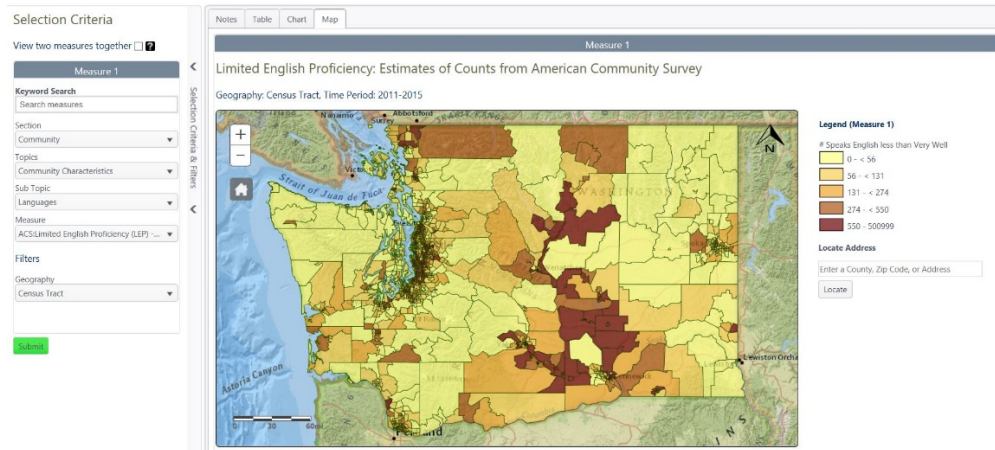 Selection Criteria
View two measures together ?
Measure 1
Keyword Search
Search measures
Section
Community
Topics
Community Characteristics
Sub Topic
Languages
Measure
ACS:Limited English Proficiency (LEP) -...
Filters
Geography
Census Tract
Submit
Selection Criteria & Filters
Notes
Table
Chart
Map
Measure 1
Limited English Proficiency: Estimates of Counts from American Community Survey
Geography: Census Tract, Time Period: 2011-2015
+
−
Nanaimo
Surrey
Abbotsford
Strait of Juan de Fuca
WASHINGTON
N
Astoria Canyon
0 30 60mi
Lewiston Orcha
Legend (Measure 1)
# Speaks English less than Very Well
0 - < 56
56 - < 131
131 - < 274
274 - < 550
550 - 500999
Locate Address
Enter a County, Zip Code, or Address
Locate